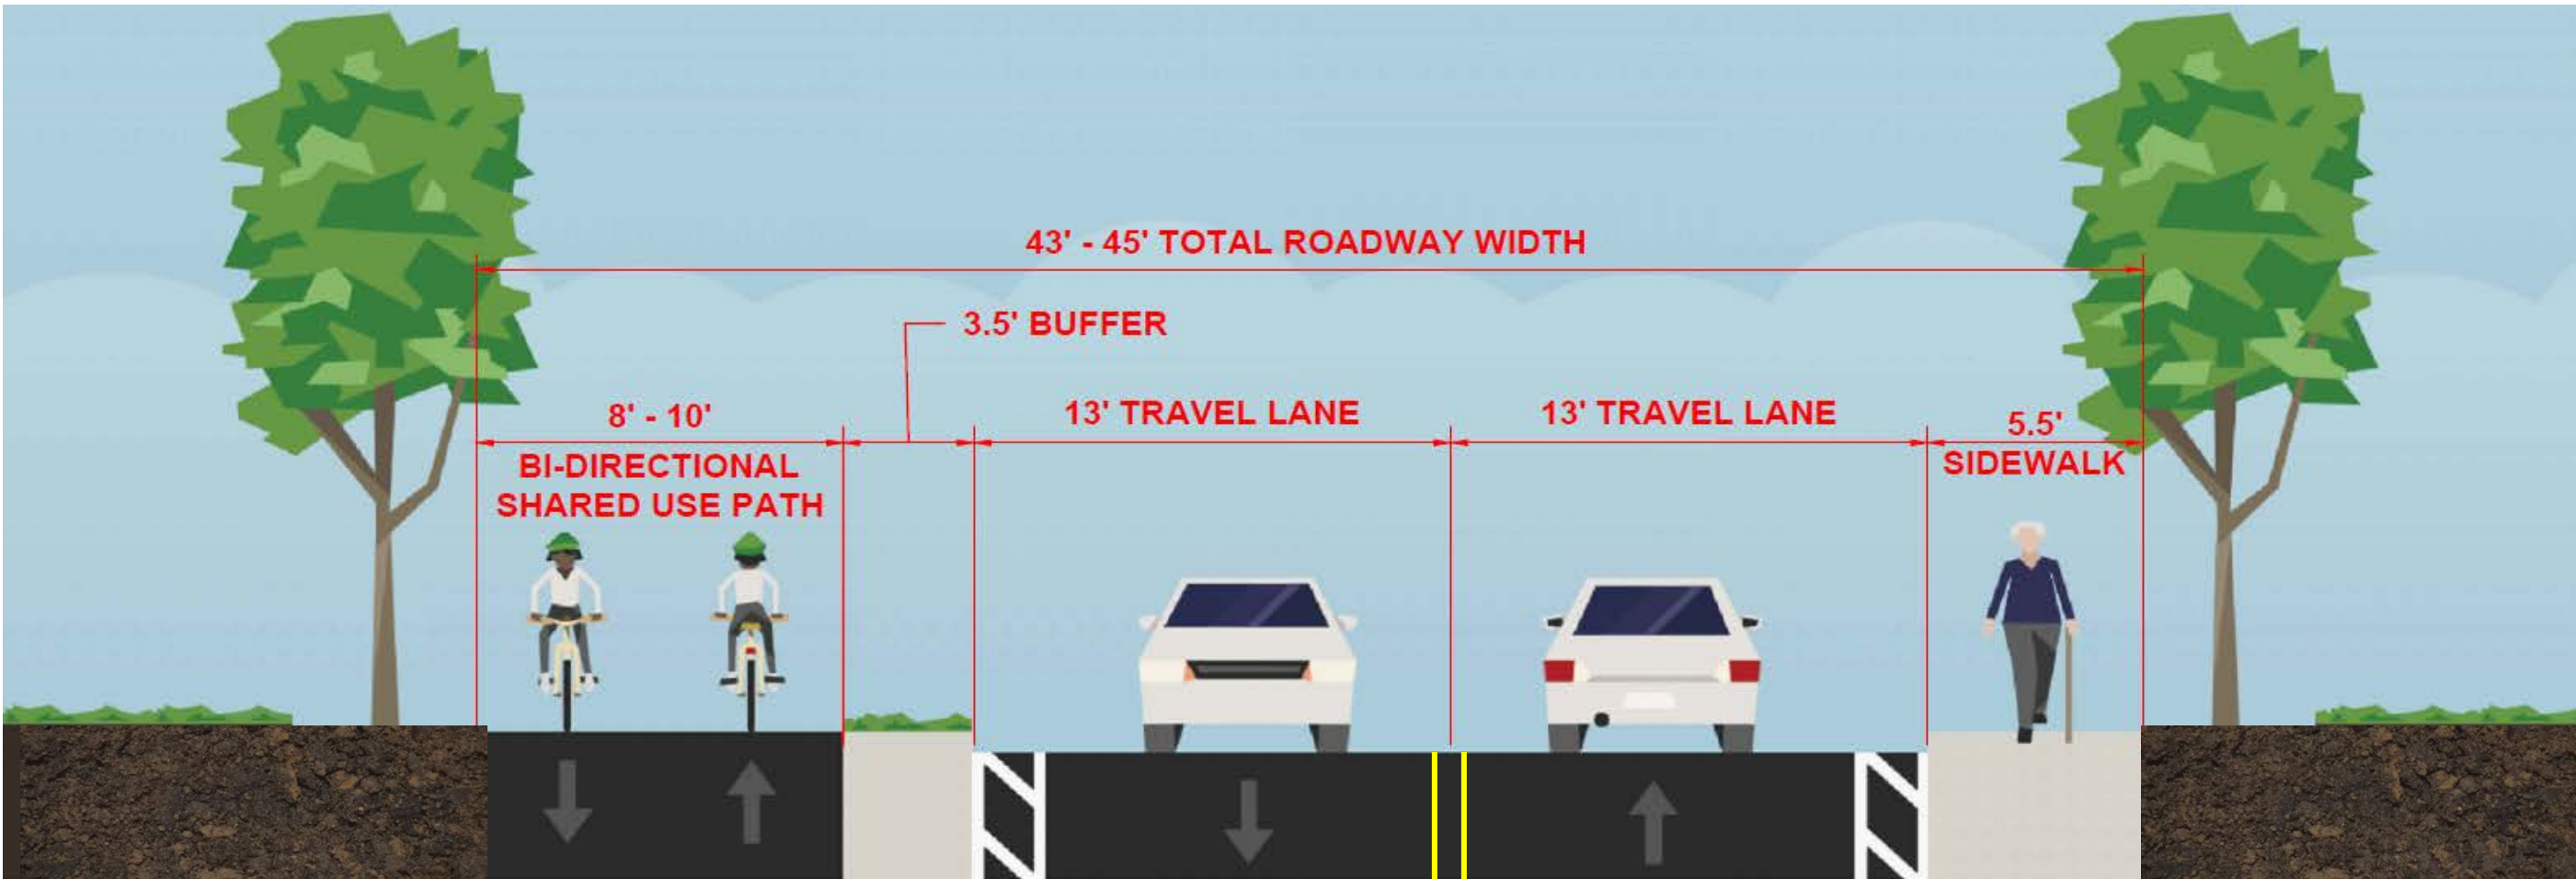 43' - 45' TOTAL ROADWAY WIDTH
3.5' BUFFER
8' - 10'
BI-DIRECTIONAL
SHARED USE PATH
13' TRAVEL LANE
13' TRAVEL LANE
5.5'
SIDEWALK